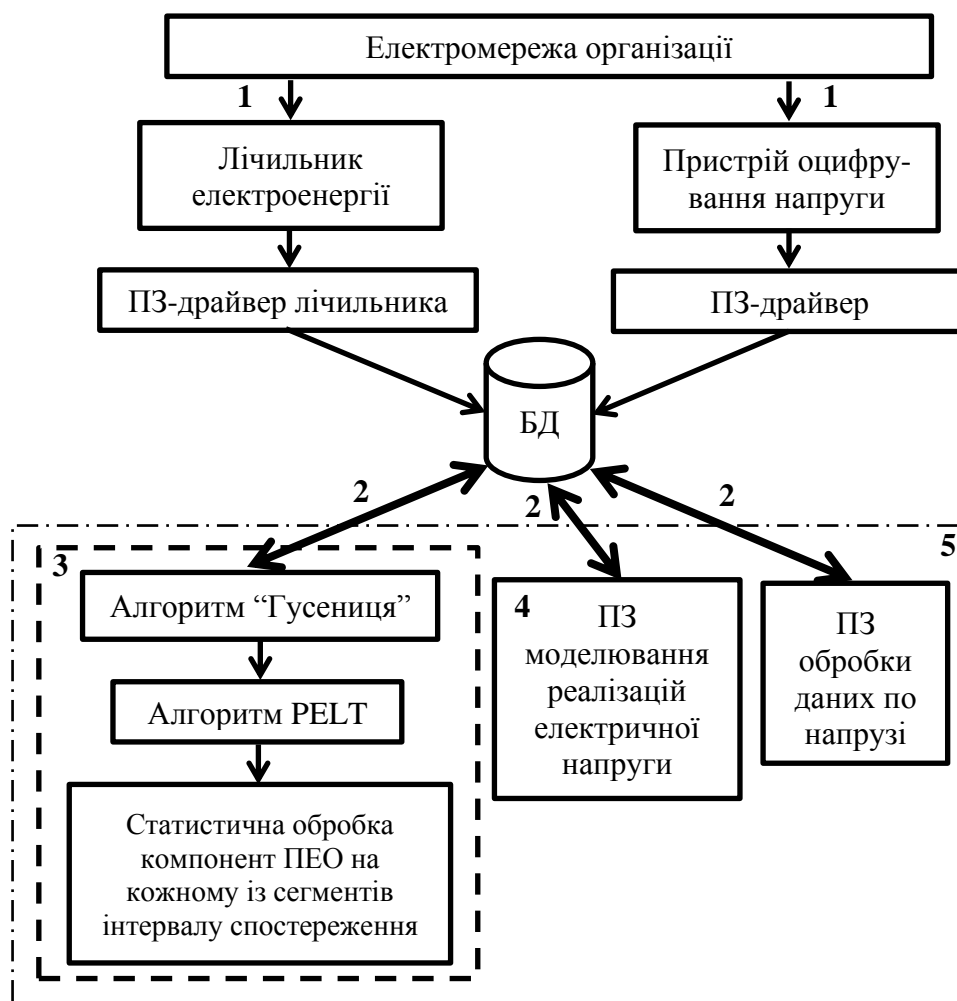 Електромережа організації
1
1
Лічильник
електроенергії
Пристрій оцифру-
вання напруги
ПЗ-драйвер лічильника
ПЗ-драйвер
БД
2
2
2
5
3
Алгоритм “Гусениця”
Алгоритм PELT
Статистична обробка
компонент ПЕО на
кожному із сегментів
інтервалу спостереження
4
ПЗ
моделювання
реалізацій
електричної
напруги
ПЗ
обробки
даних по
напрузі